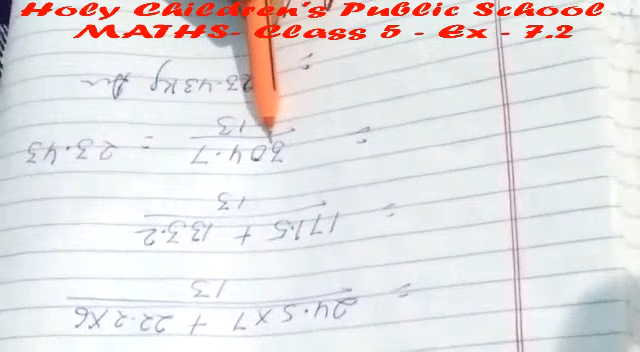 Holy Children's Public School
MATHS- Class 5 - Ex - 7.2
= 24.5 x 7 + 22.2 x 6
13
= 171.5 + 133.2
13
= 304.7 = 23.43
13
= 23.43 kg Ans